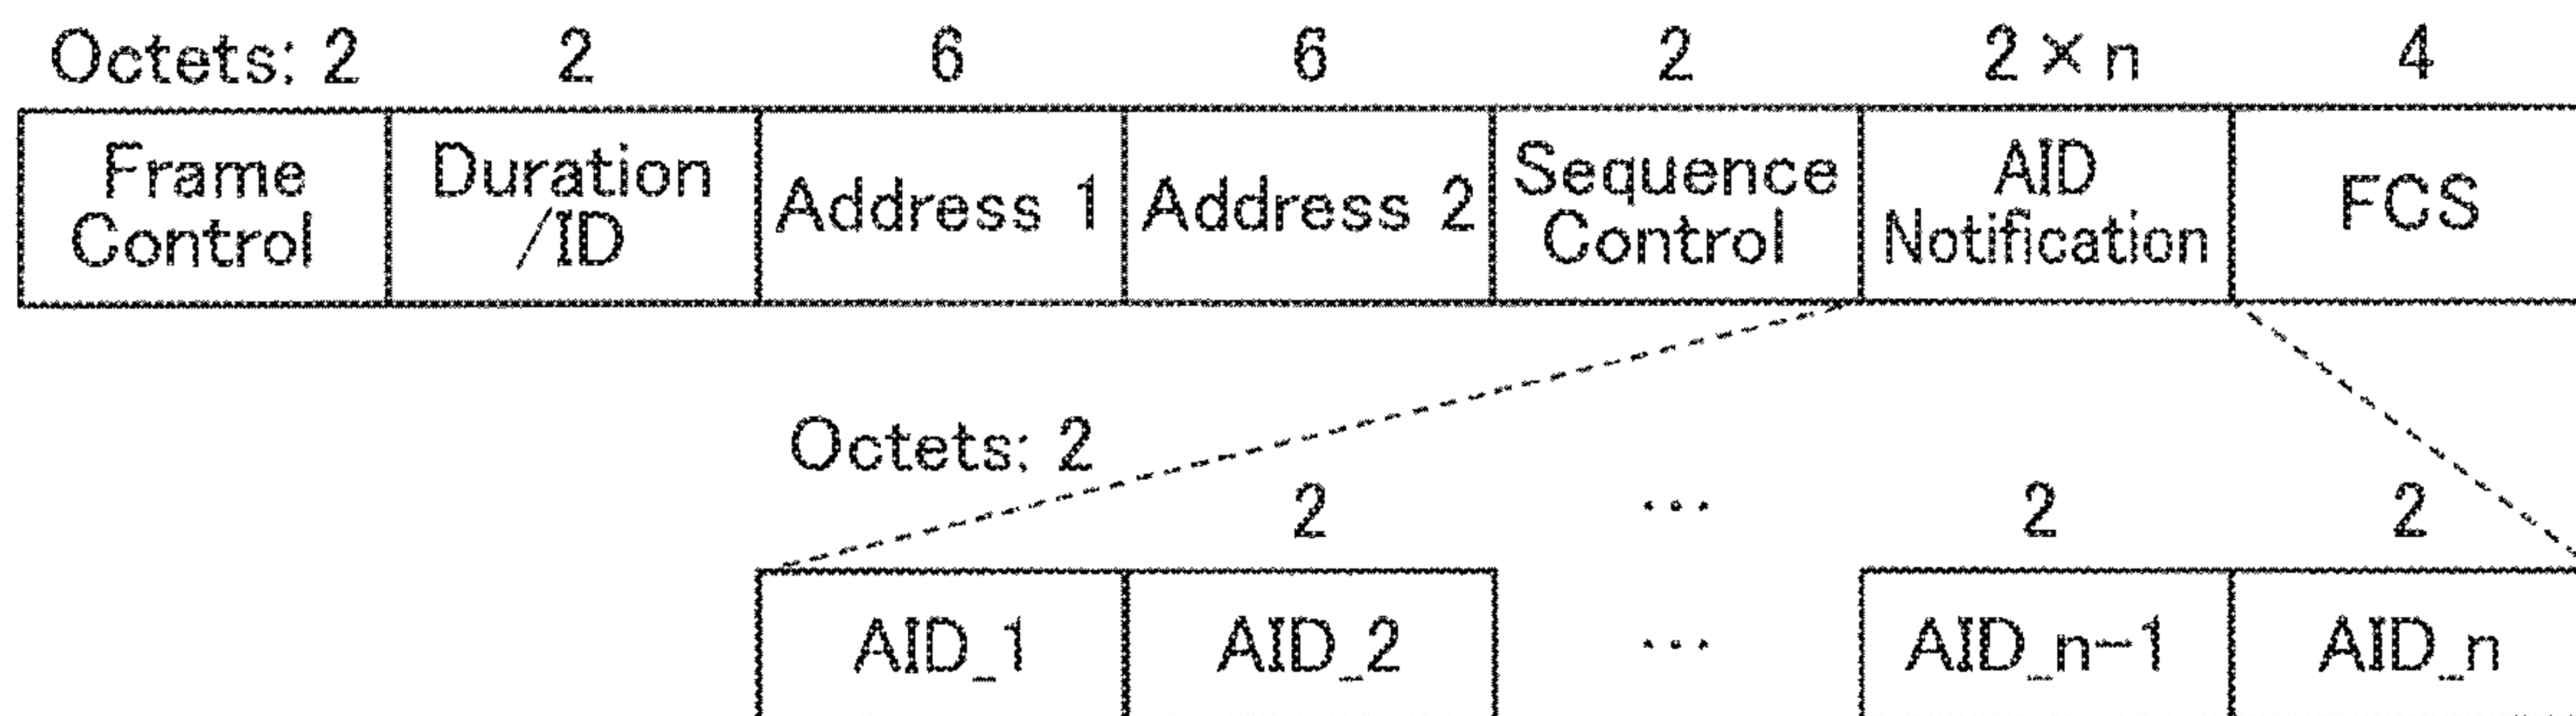 Octets: 2 2 6 6 2 2 × n 4
Frame Control Duration /ID Address 1 Address 2 Sequence Control AID Notification FCS
Octets: 2
2 ... 2 2
AID_1 AID_2 ... AID_n-1 AID_n